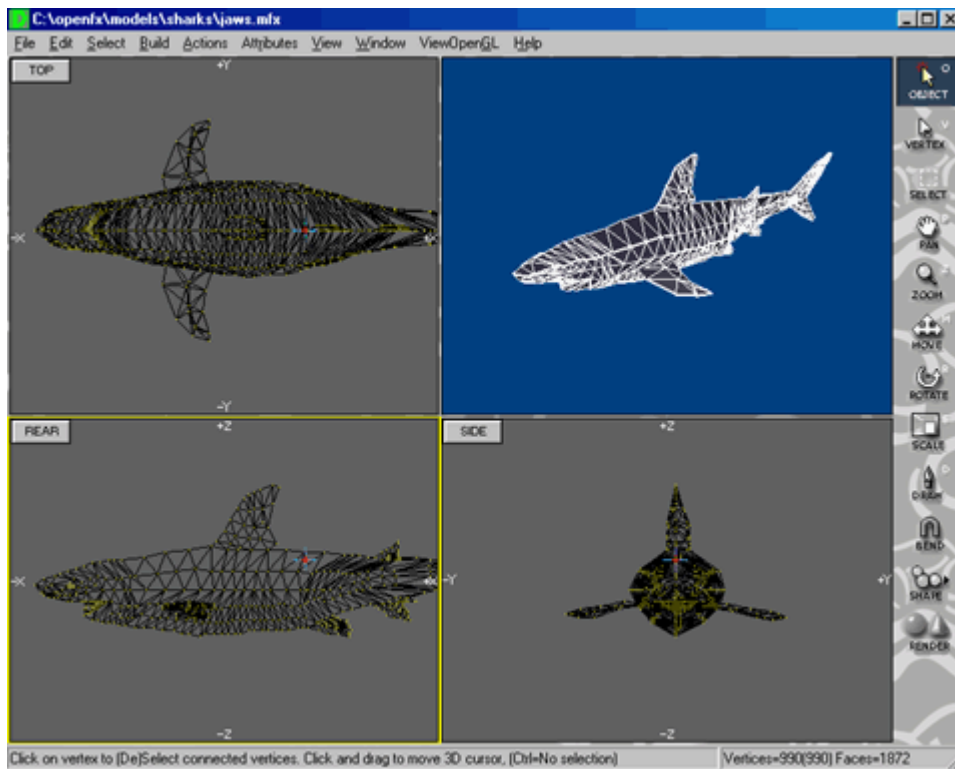 C:\openfx\models\sharks\jaws.mfx
File Edit Select Build Actions Attributes View Window ViewOpenGL Help
TOP
+Y
-X
-Y
OBJECT
O
VERTEX
V
SELECT
PAN
ZOOM
MOVE
ROTATE
SCALE
DRAW
D
BEND
SHAPE
RENDER
REAR
+Z
-X
-Z
SIDE
+Z
-Y
+Y
-Z
Click on vertex to (De)Select connected vertices. Click and drag to move 3D cursor, (Ctrl=No selection)
Vertices=990(990) Faces=1872